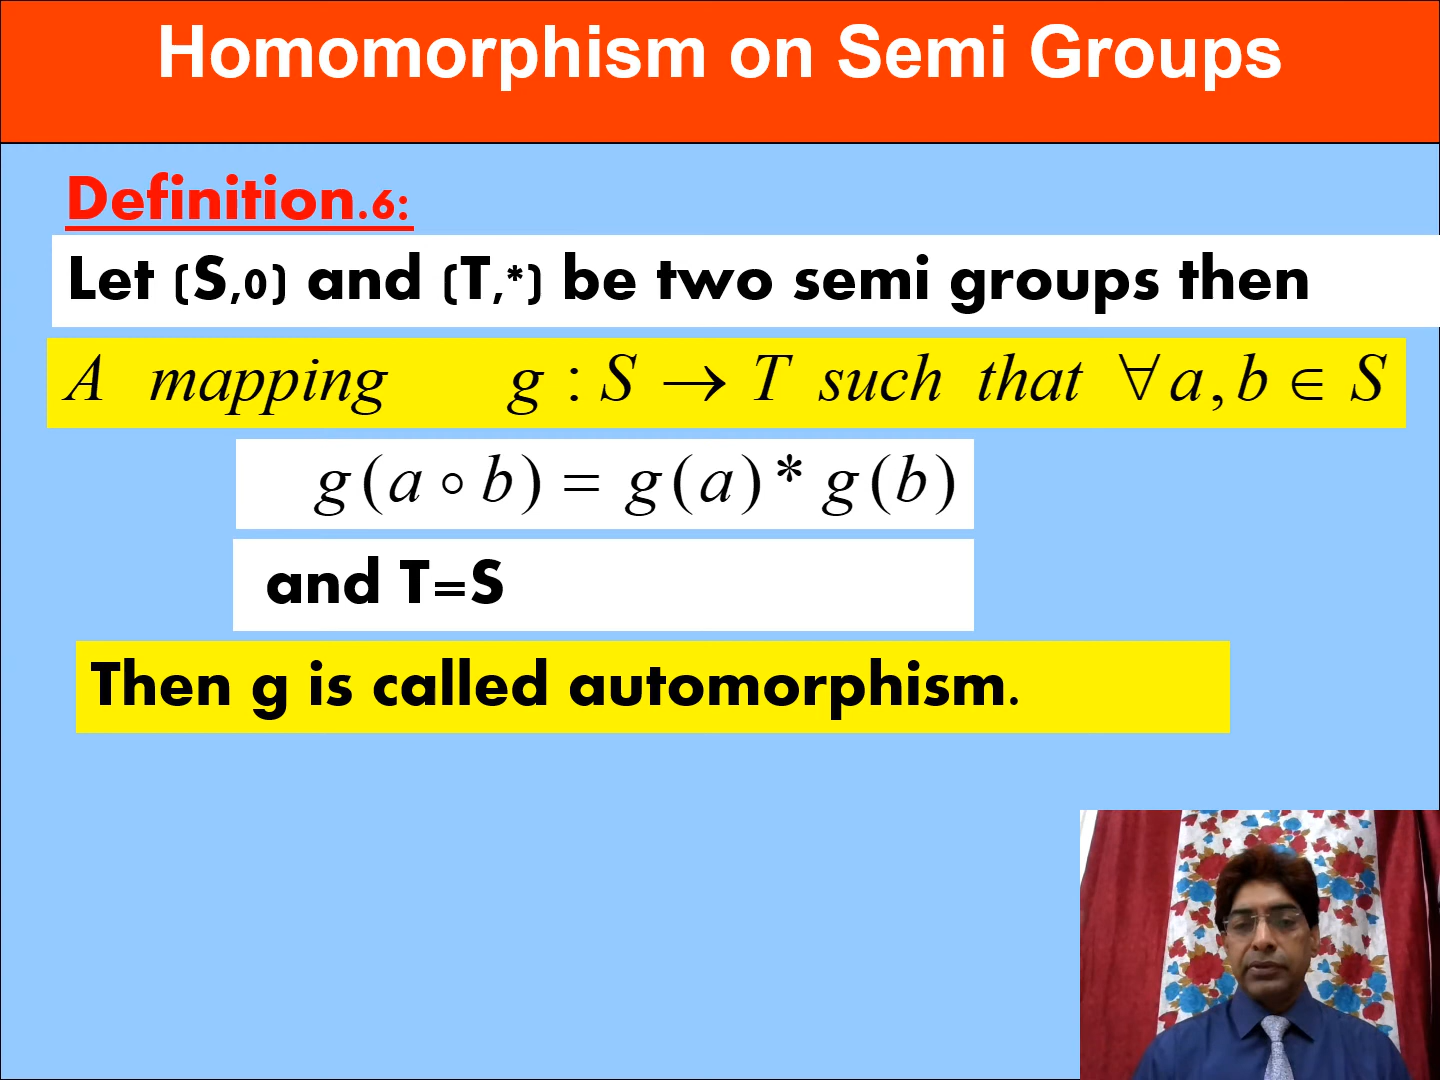 Homomorphism on Semi Groups
Definition.6:
Let (S,0) and (T,*) be two semi groups then
A mapping g : S → T such that ∀ a , b ∈ S
g ( a ∘ b ) = g ( a ) * g ( b )
and T=S
Then g is called automorphism.